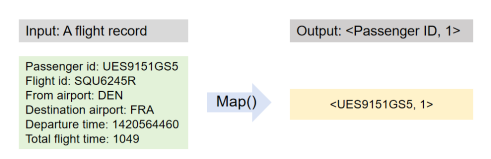 Input: A flight record
Output: <Passenger ID, 1>
Passenger id: UES9151GS5
Flight id: SQU6245R
From airport: DEN
Destination airport: FRA
Departure time: 1420564460
Total flight time: 1049
Map()
<UES9151GS5, 1>